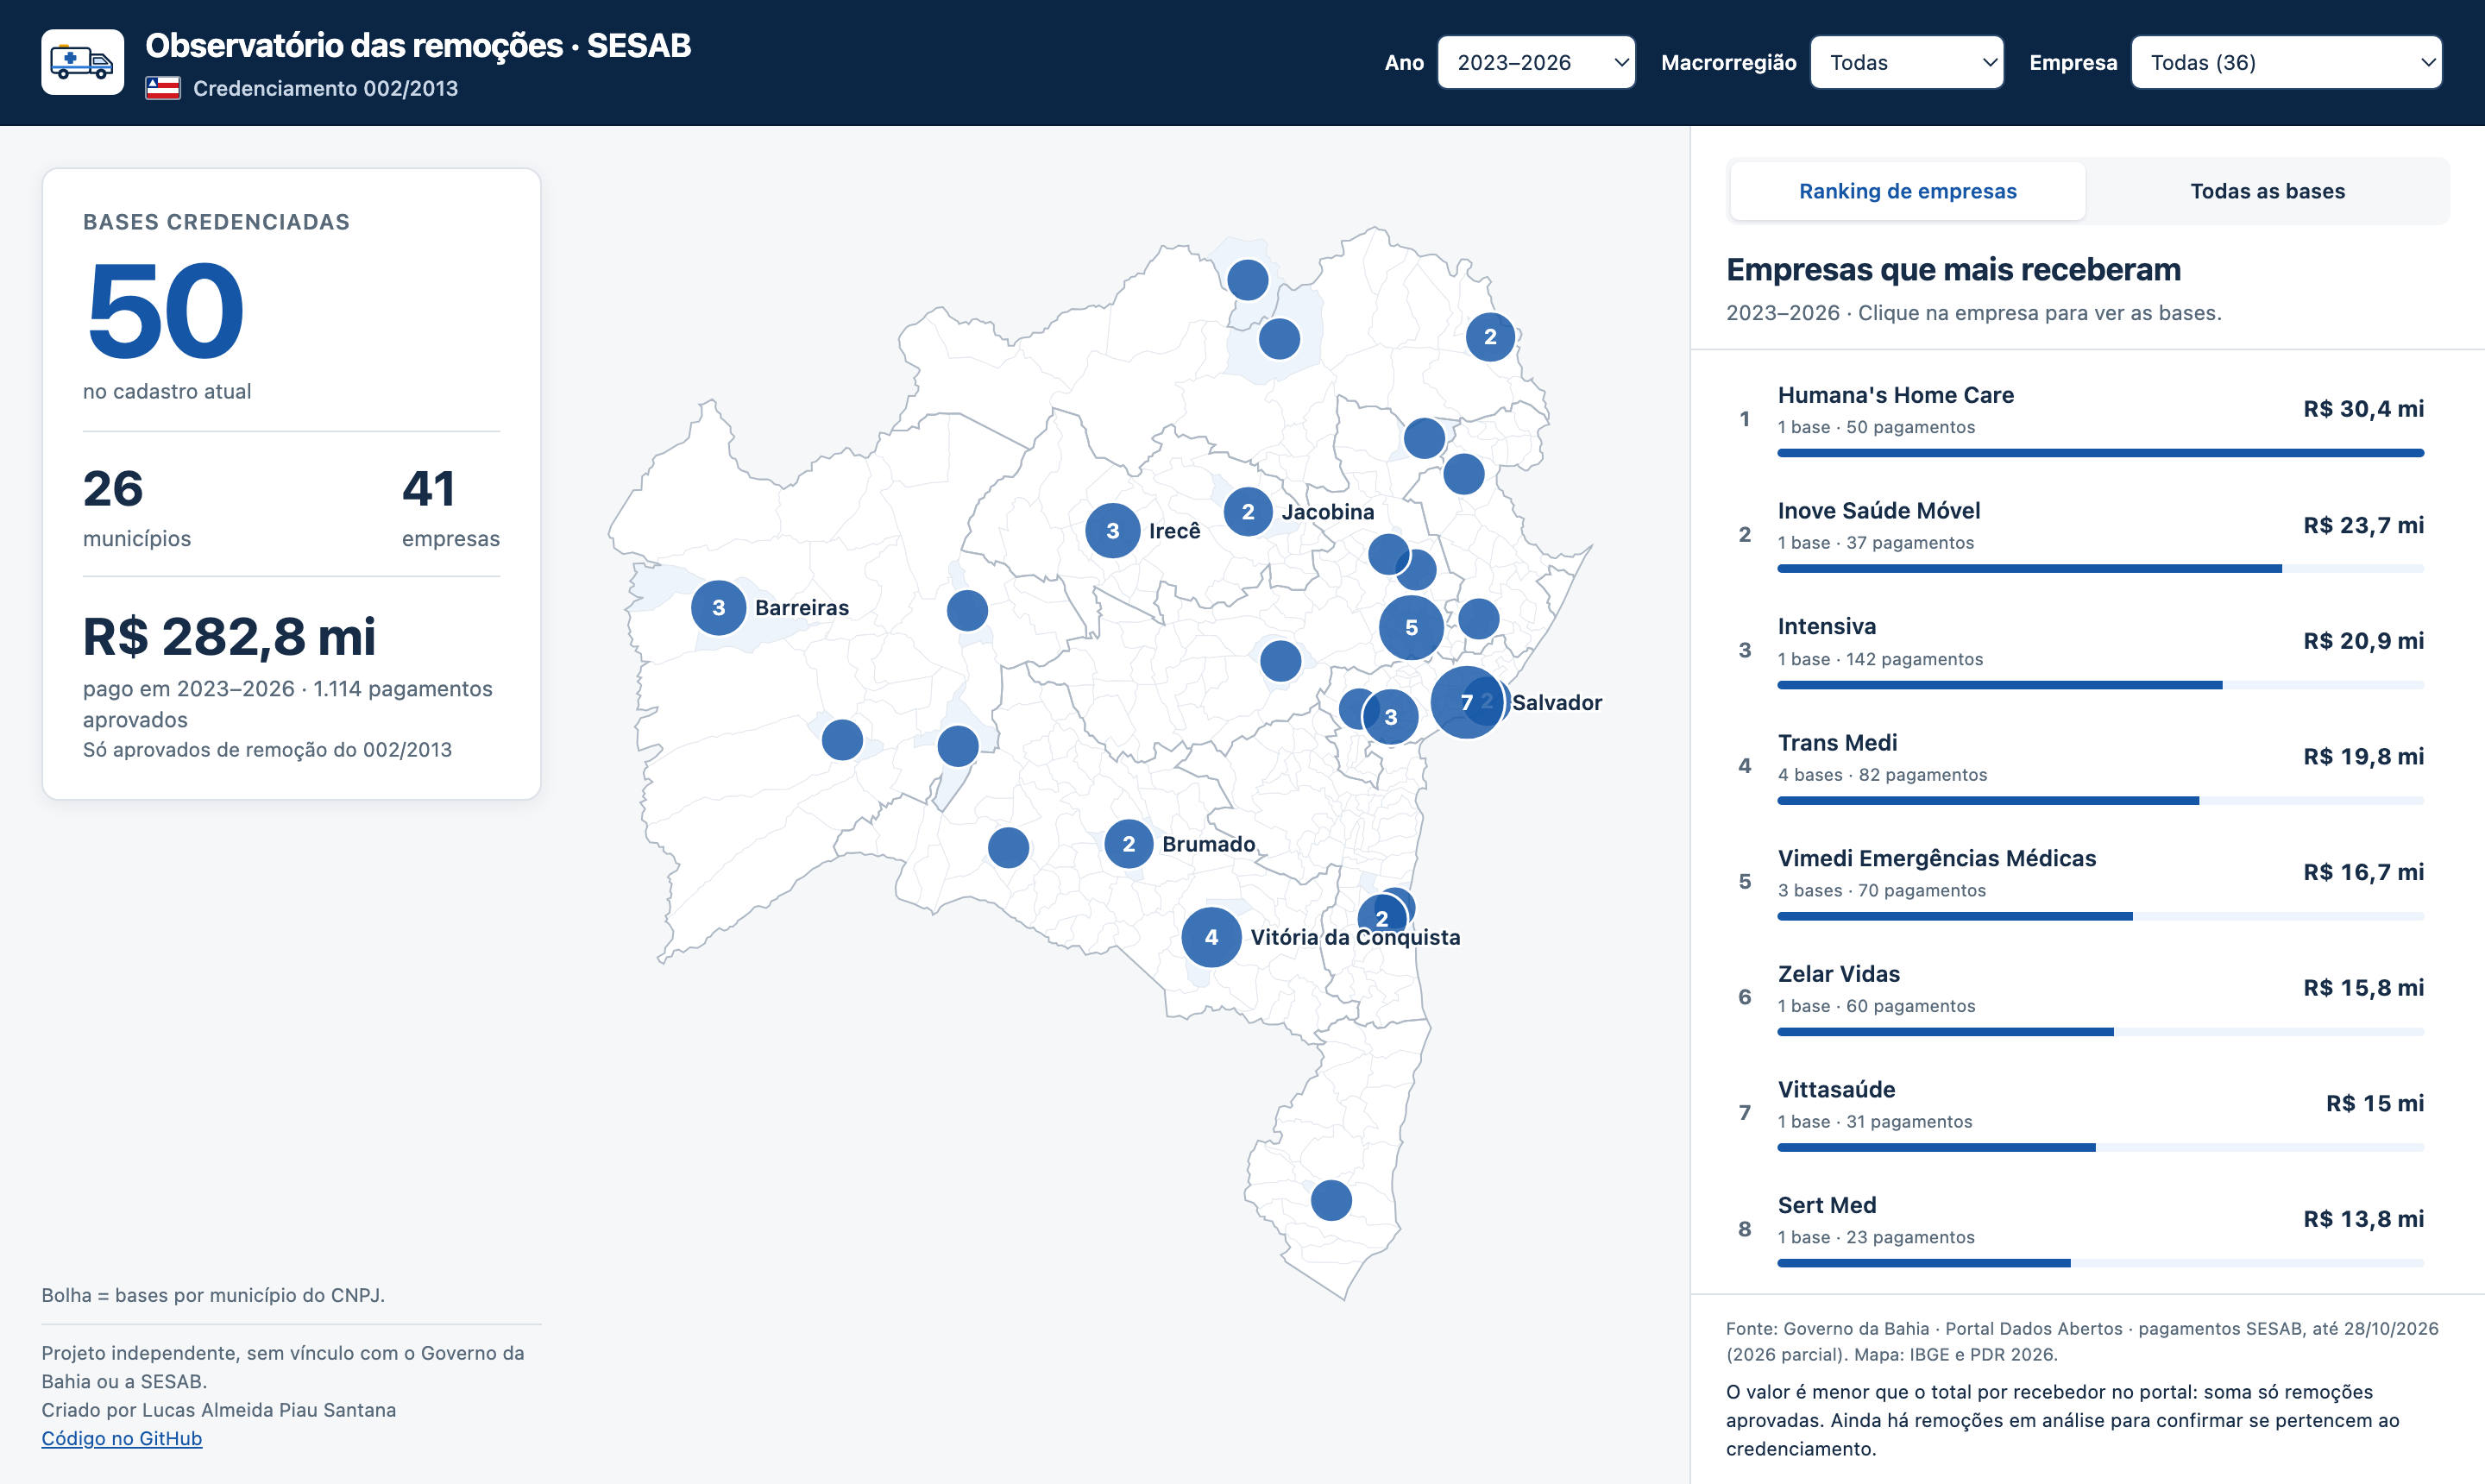 Observatório das remoções · SESAB
Credenciamento 002/2013
Ano
2023–2026
Macrorregião
Todas
Empresa
Todas (36)
BASES CREDENCIADAS
50
no cadastro atual
26
municípios
41
empresas
R$ 282,8 mi
pago em 2023–2026 · 1.114 pagamentos
aprovados
Só aprovados de remoção do 002/2013
2
2
Jacobina
3
Irecê
3
Barreiras
5
7
2
Salvador
3
2
Brumado
2
4
Vitória da Conquista
Bolha = bases por município do CNPJ.
Projeto independente, sem vínculo com o Governo da
Bahia ou a SESAB.
Criado por Lucas Almeida Piau Santana
Código no GitHub
Ranking de empresas
Todas as bases
Empresas que mais receberam
2023–2026 · Clique na empresa para ver as bases.
1
Humana's Home Care
1 base · 50 pagamentos
R$ 30,4 mi
2
Inove Saúde Móvel
1 base · 37 pagamentos
R$ 23,7 mi
3
Intensiva
1 base · 142 pagamentos
R$ 20,9 mi
4
Trans Medi
4 bases · 82 pagamentos
R$ 19,8 mi
5
Vimedi Emergências Médicas
3 bases · 70 pagamentos
R$ 16,7 mi
6
Zelar Vidas
1 base · 60 pagamentos
R$ 15,8 mi
7
Vittasaúde
1 base · 31 pagamentos
R$ 15 mi
8
Sert Med
1 base · 23 pagamentos
R$ 13,8 mi
Fonte: Governo da Bahia · Portal Dados Abertos · pagamentos SESAB, até 28/10/2026
(2026 parcial). Mapa: IBGE e PDR 2026.
O valor é menor que o total por recebedor no portal: soma só remoções
aprovadas. Ainda há remoções em análise para confirmar se pertencem ao
credenciamento.